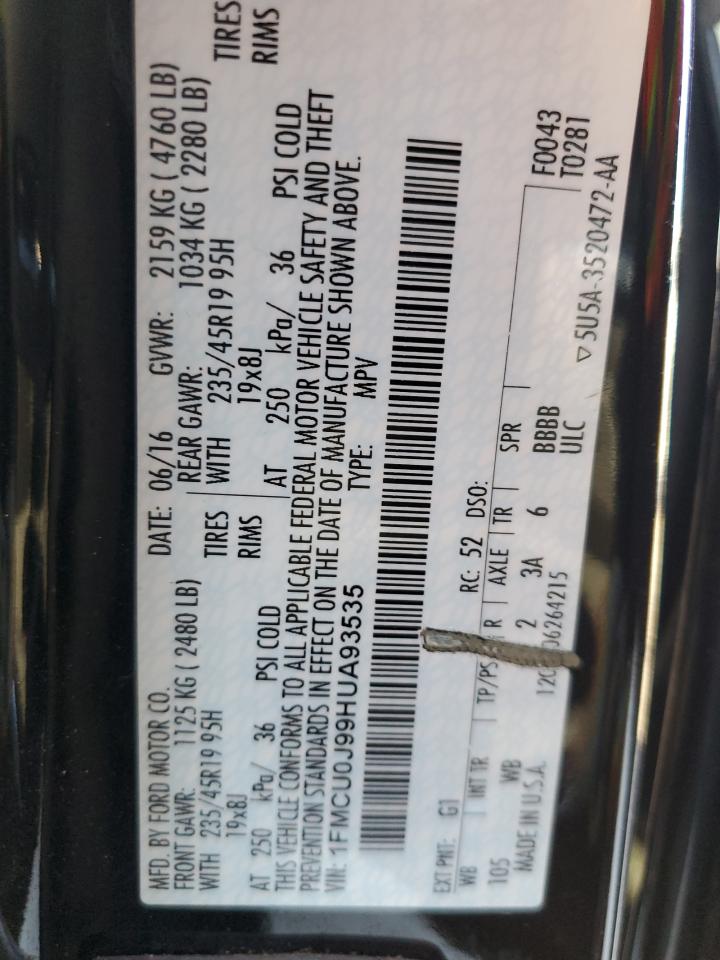 MFD. BY FORD MOTOR CO. DATE: 06/16 GVWR: 2159 KG ( 4760 LB)
FRONT GAWR: 1125 KG ( 2480 LB) REAR GAWR: 1034 KG ( 2280 LB)
WITH 235/45R19 95H TIRES WITH 235/45R19 95H TIRES
19x8J RIMS 19x8J RIMS
AT 250 kPa/ 36 PSI COLD AT 250 kPa/ 36 PSI COLD
THIS VEHICLE CONFORMS TO ALL APPLICABLE FEDERAL MOTOR VEHICLE SAFETY AND THEFT
PREVENTION STANDARDS IN EFFECT ON THE DATE OF MANUFACTURE SHOWN ABOVE.
VIN: 1FMCU0J99HUA93535 TYPE: MPV
EXT PNT: G1 RC: 52 DSO: F0043
WB INT TR TP/PS R AXLE TR SPR T0281
105 WB 2 3A 6 BBBB
MADE IN U.S.A. 06264215 ULC ▽ 5U5A-3520472-AA